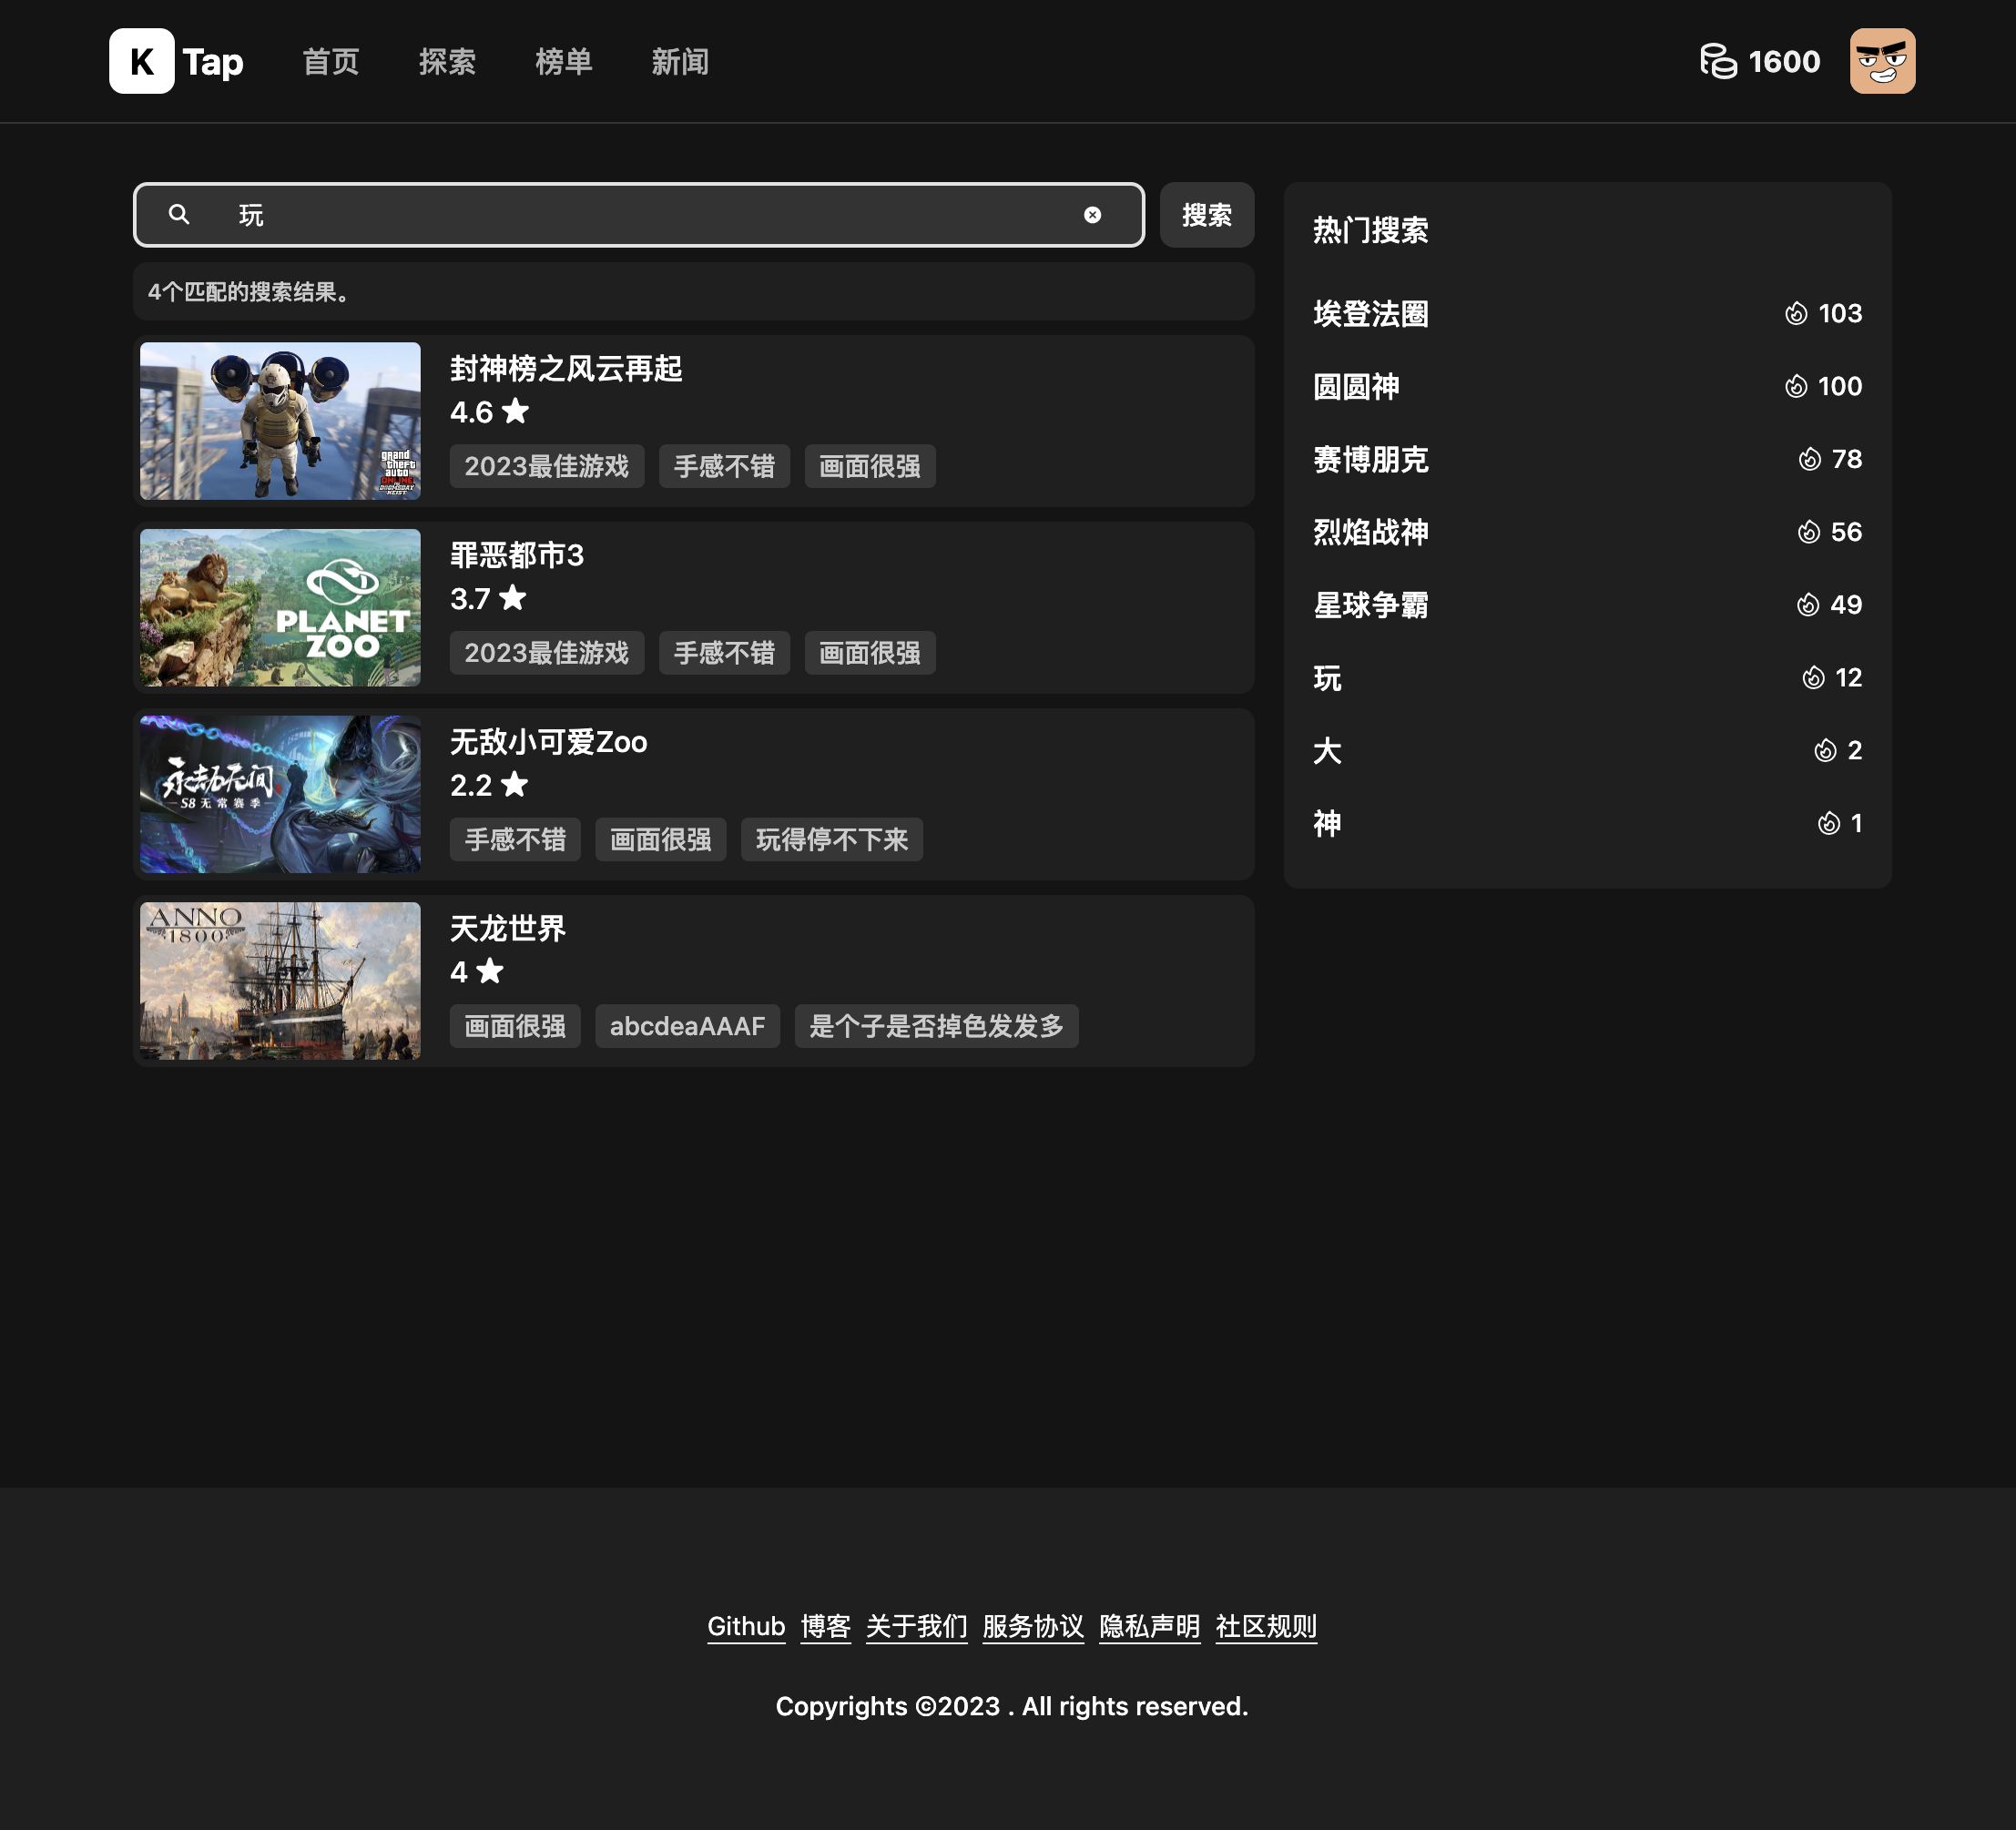 K Tap 首页 探索 榜单 新闻 1600
玩 搜索
4个匹配的搜索结果。
grand
theft
auto
ONLINE
封神榜之风云再起
4.6
2023最佳游戏 手感不错 画面很强
PLANET
ZOO
罪恶都市3
3.7
2023最佳游戏 手感不错 画面很强
永劫无间
S8无常赛季
无敌小可爱Zoo
2.2
手感不错 画面很强 玩得停不下来
ANNO
1800
天龙世界
4
画面很强 abcdeaAAAF 是个子是否掉色发发多
热门搜索
埃登法圈 103
圆圆神 100
赛博朋克 78
烈焰战神 56
星球争霸 49
玩 12
大 2
神 1
Github 博客 关于我们 服务协议 隐私声明 社区规则
Copyrights ©2023 . All rights reserved.